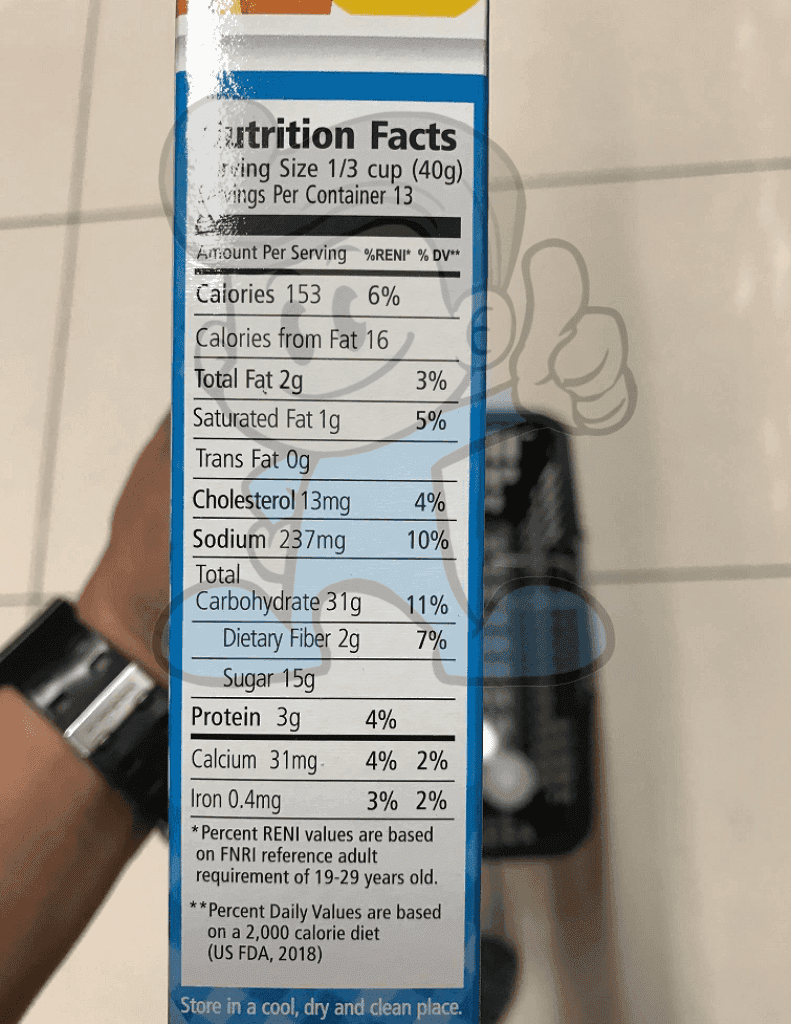 Nutrition Facts
Serving Size 1/3 cup (40g)
Servings Per Container 13
Amount Per Serving %RENI* % DV**
Calories 153 6%
Calories from Fat 16
Total Fat 2g 3%
Saturated Fat 1g 5%
Trans Fat 0g
Cholesterol 13mg 4%
Sodium 237mg 10%
Total
Carbohydrate 31g 11%
Dietary Fiber 2g 7%
Sugar 15g
Protein 3g 4%
Calcium 31mg 4% 2%
Iron 0.4mg 3% 2%
*Percent RENI values are based
on FNRI reference adult
requirement of 19-29 years old.
**Percent Daily Values are based
on a 2,000 calorie diet
(US FDA, 2018)
Store in a cool, dry and clean place.